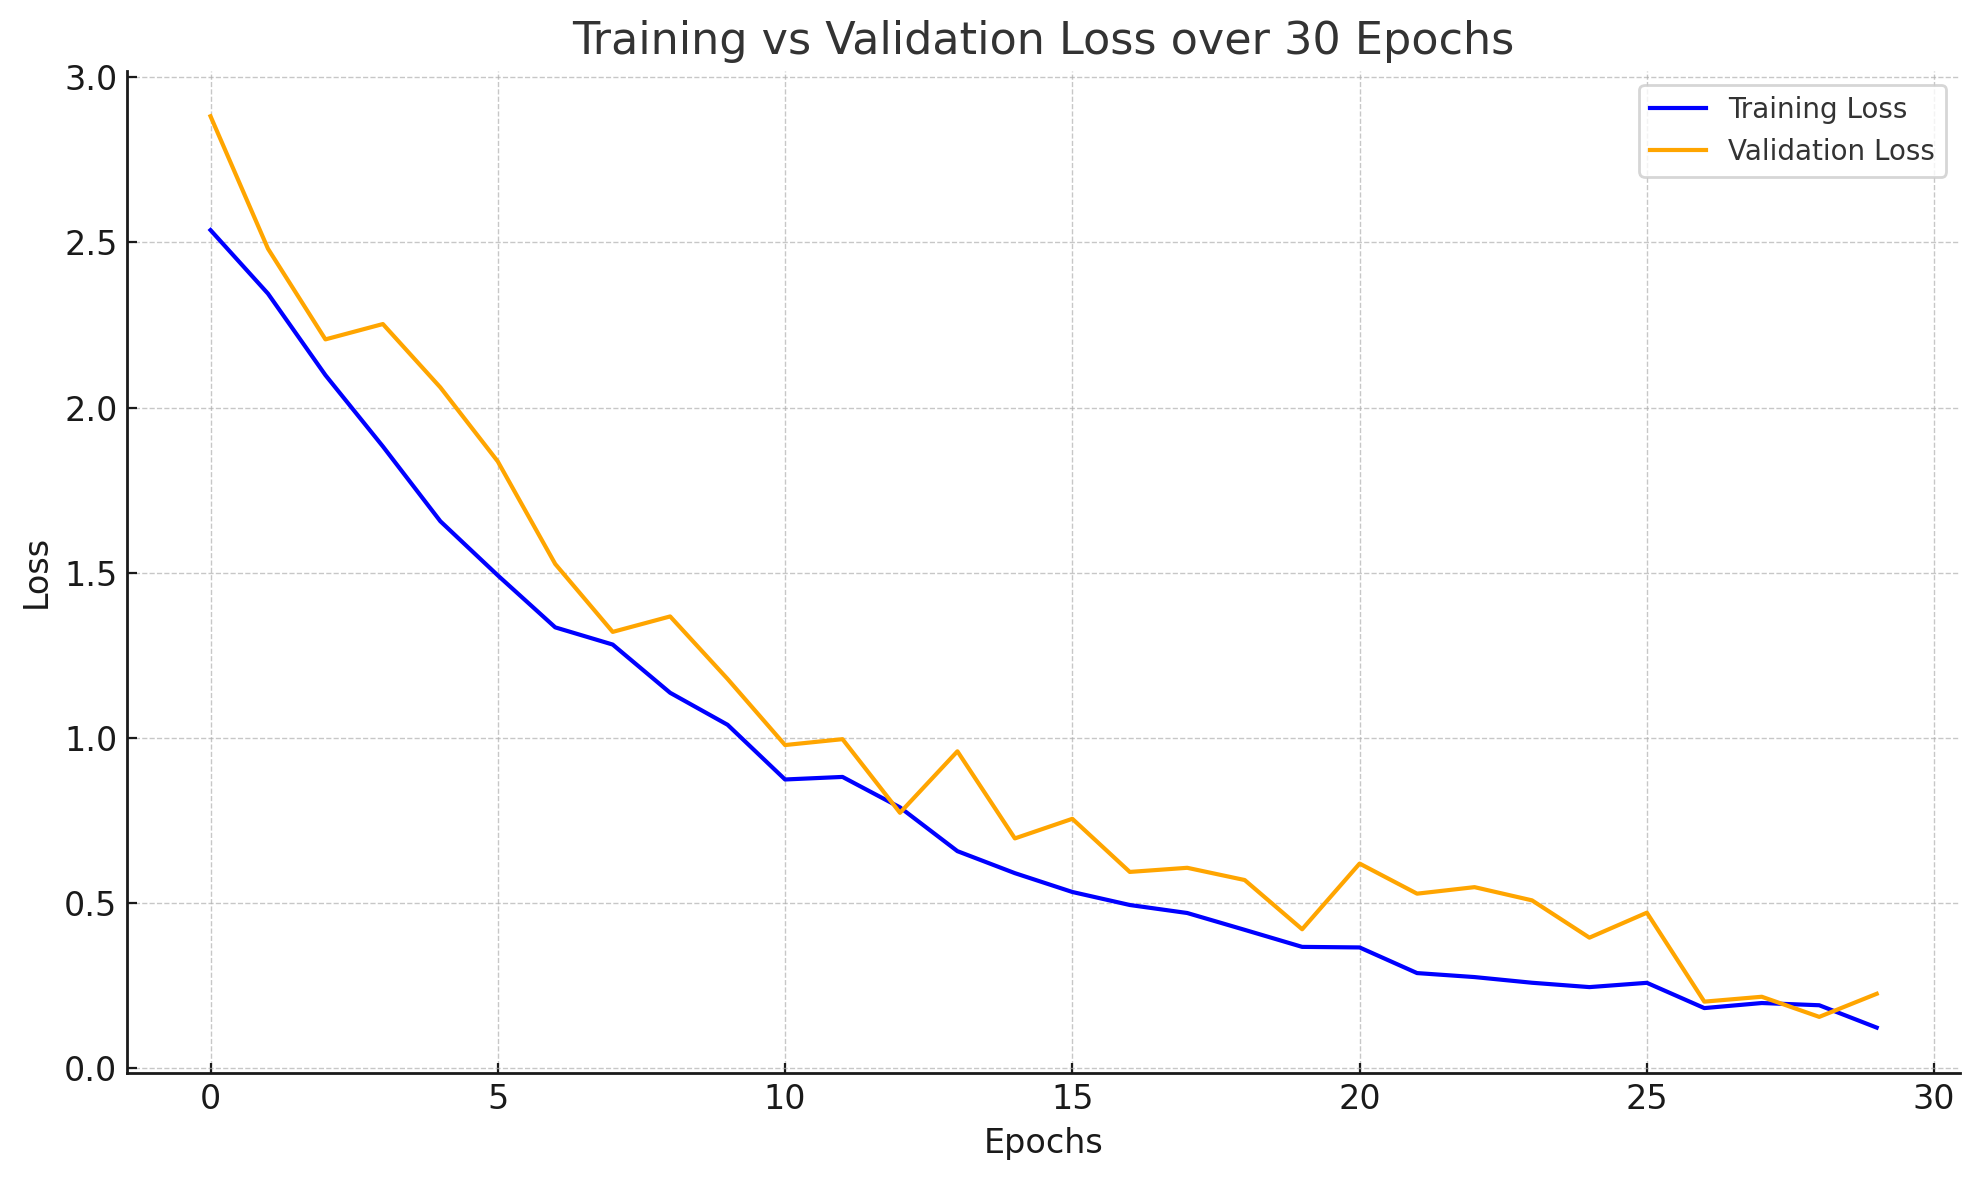 Training vs Validation Loss over 30 Epochs
Training Loss
Validation Loss
Loss
3.0
2.5
2.0
1.5
1.0
0.5
0.0
0 5 10 15 20 25 30
Epochs